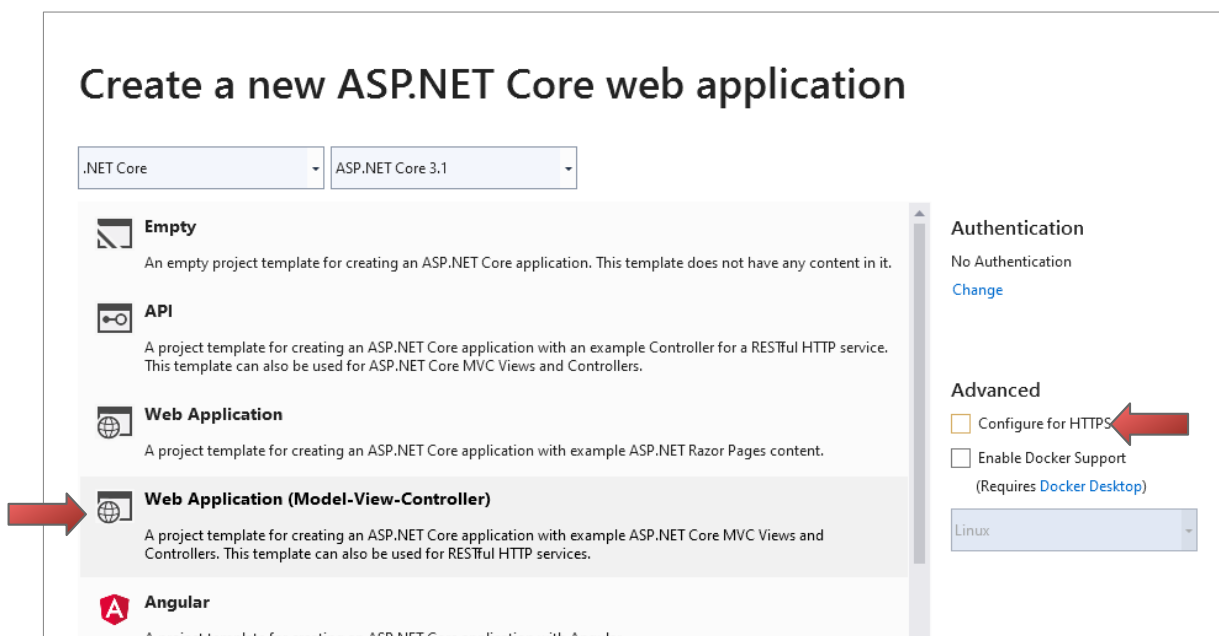 Create a new ASP.NET Core web application
.NET Core
ASP.NET Core 3.1
Empty
An empty project template for creating an ASP.NET Core application. This template does not have any content in it.
API
A project template for creating an ASP.NET Core application with an example Controller for a RESTful HTTP service.
This template can also be used for ASP.NET Core MVC Views and Controllers.
Web Application
A project template for creating an ASP.NET Core application with example ASP.NET Razor Pages content.
Web Application (Model-View-Controller)
A project template for creating an ASP.NET Core application with example ASP.NET Core MVC Views and
Controllers. This template can also be used for RESTful HTTP services.
Angular
Authentication
No Authentication
Change
Advanced
Configure for HTTPS
Enable Docker Support
(Requires Docker Desktop)
Linux